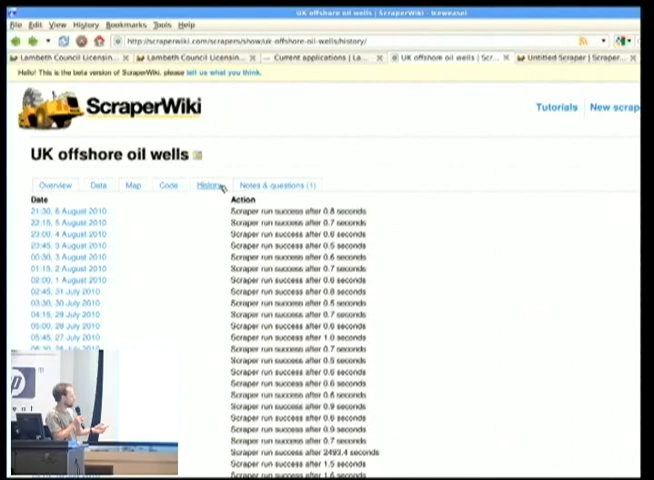 UK offshore oil wells | ScraperWiki - Iceweasel
File Edit View History Bookmarks Tools Help
http://scraperwiki.com/scrapers/show/uk-offshore-oil-wells/history/
Lambeth Council Licensin... Lambeth Council Licensin... Current applications | La... UK offshore oil wells | Scr... Untitled Scraper | Scraper...
Hello! This is the beta version of ScraperWiki, please tell us what you think.
ScraperWiki
Tutorials New scrap
UK offshore oil wells
Overview Data Map Code History Notes & questions (1)
Date Action
21:30, 6 August 2010 Scraper run success after 0.8 seconds
22:15, 5 August 2010 Scraper run success after 0.7 seconds
23:00, 4 August 2010 Scraper run success after 0.6 seconds
23:45, 3 August 2010 Scraper run success after 0.5 seconds
00:30, 3 August 2010 Scraper run success after 0.6 seconds
01:15, 2 August 2010 Scraper run success after 0.7 seconds
02:00, 1 August 2010 Scraper run success after 0.6 seconds
02:45, 31 July 2010 Scraper run success after 0.8 seconds
03:30, 30 July 2010 Scraper run success after 0.5 seconds
04:15, 29 July 2010 Scraper run success after 0.7 seconds
05:00, 28 July 2010 Scraper run success after 0.6 seconds
05:45, 27 July 2010 Scraper run success after 1.0 seconds
Scraper run success after 0.7 seconds
Scraper run success after 0.5 seconds
Scraper run success after 0.6 seconds
Scraper run success after 0.6 seconds
Scraper run success after 0.6 seconds
Scraper run success after 0.9 seconds
Scraper run success after 0.6 seconds
Scraper run success after 0.9 seconds
Scraper run success after 0.7 seconds
Scraper run success after 2493.4 seconds
Scraper run success after 1.5 seconds
Scraper run success after 1.6 seconds